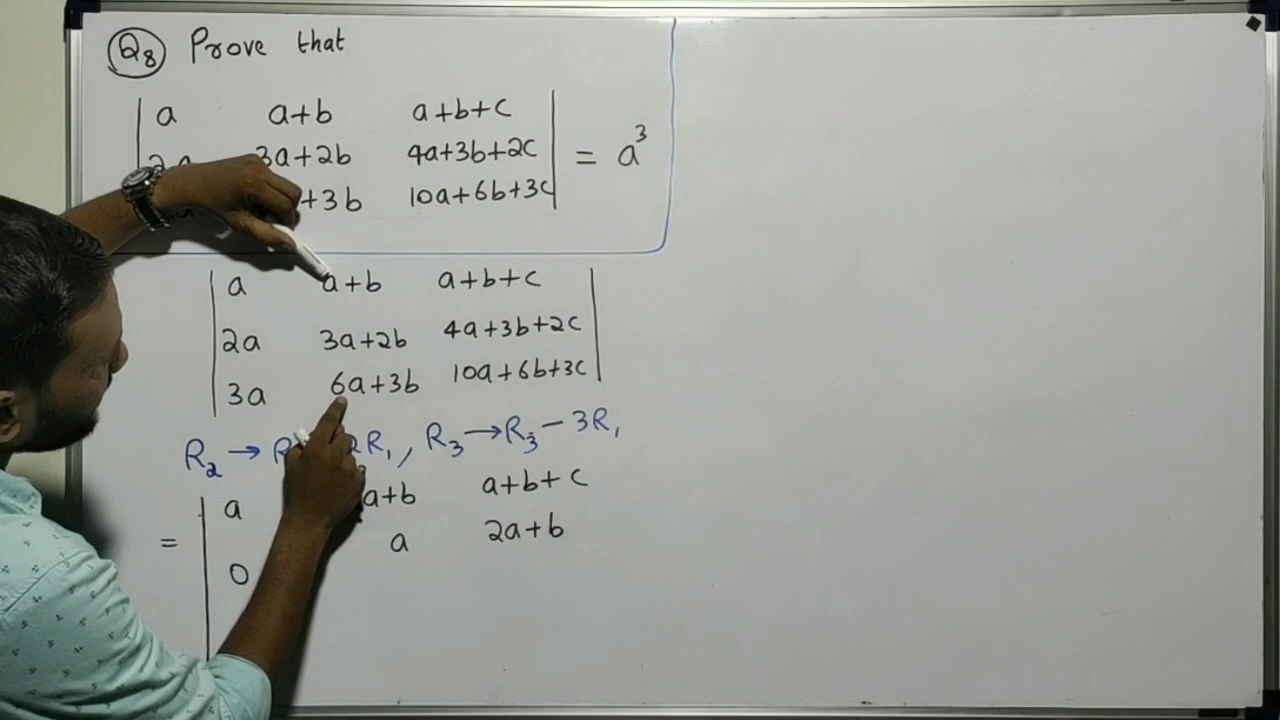 Q8 Prove that
a a+b a+b+c
2a 3a+2b 4a+3b+2c = a³
+3b 10a+6b+3c
a a+b a+b+c
2a 3a+2b 4a+3b+2c
3a 6a+3b 10a+6b+3c
R₂ → R 2R₁, R₃ → R₃ - 3R₁
a a+b a+b+c
= 0 a 2a+b